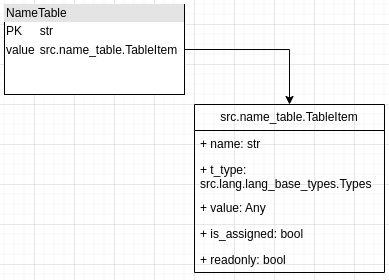 NameTable
PK str
value src.name_table.TableItem
src.name_table.TableItem
+ name: str
+ t_type:
src.lang.lang_base_types.Types
+ value: Any
+ is_assigned: bool
+ readonly: bool